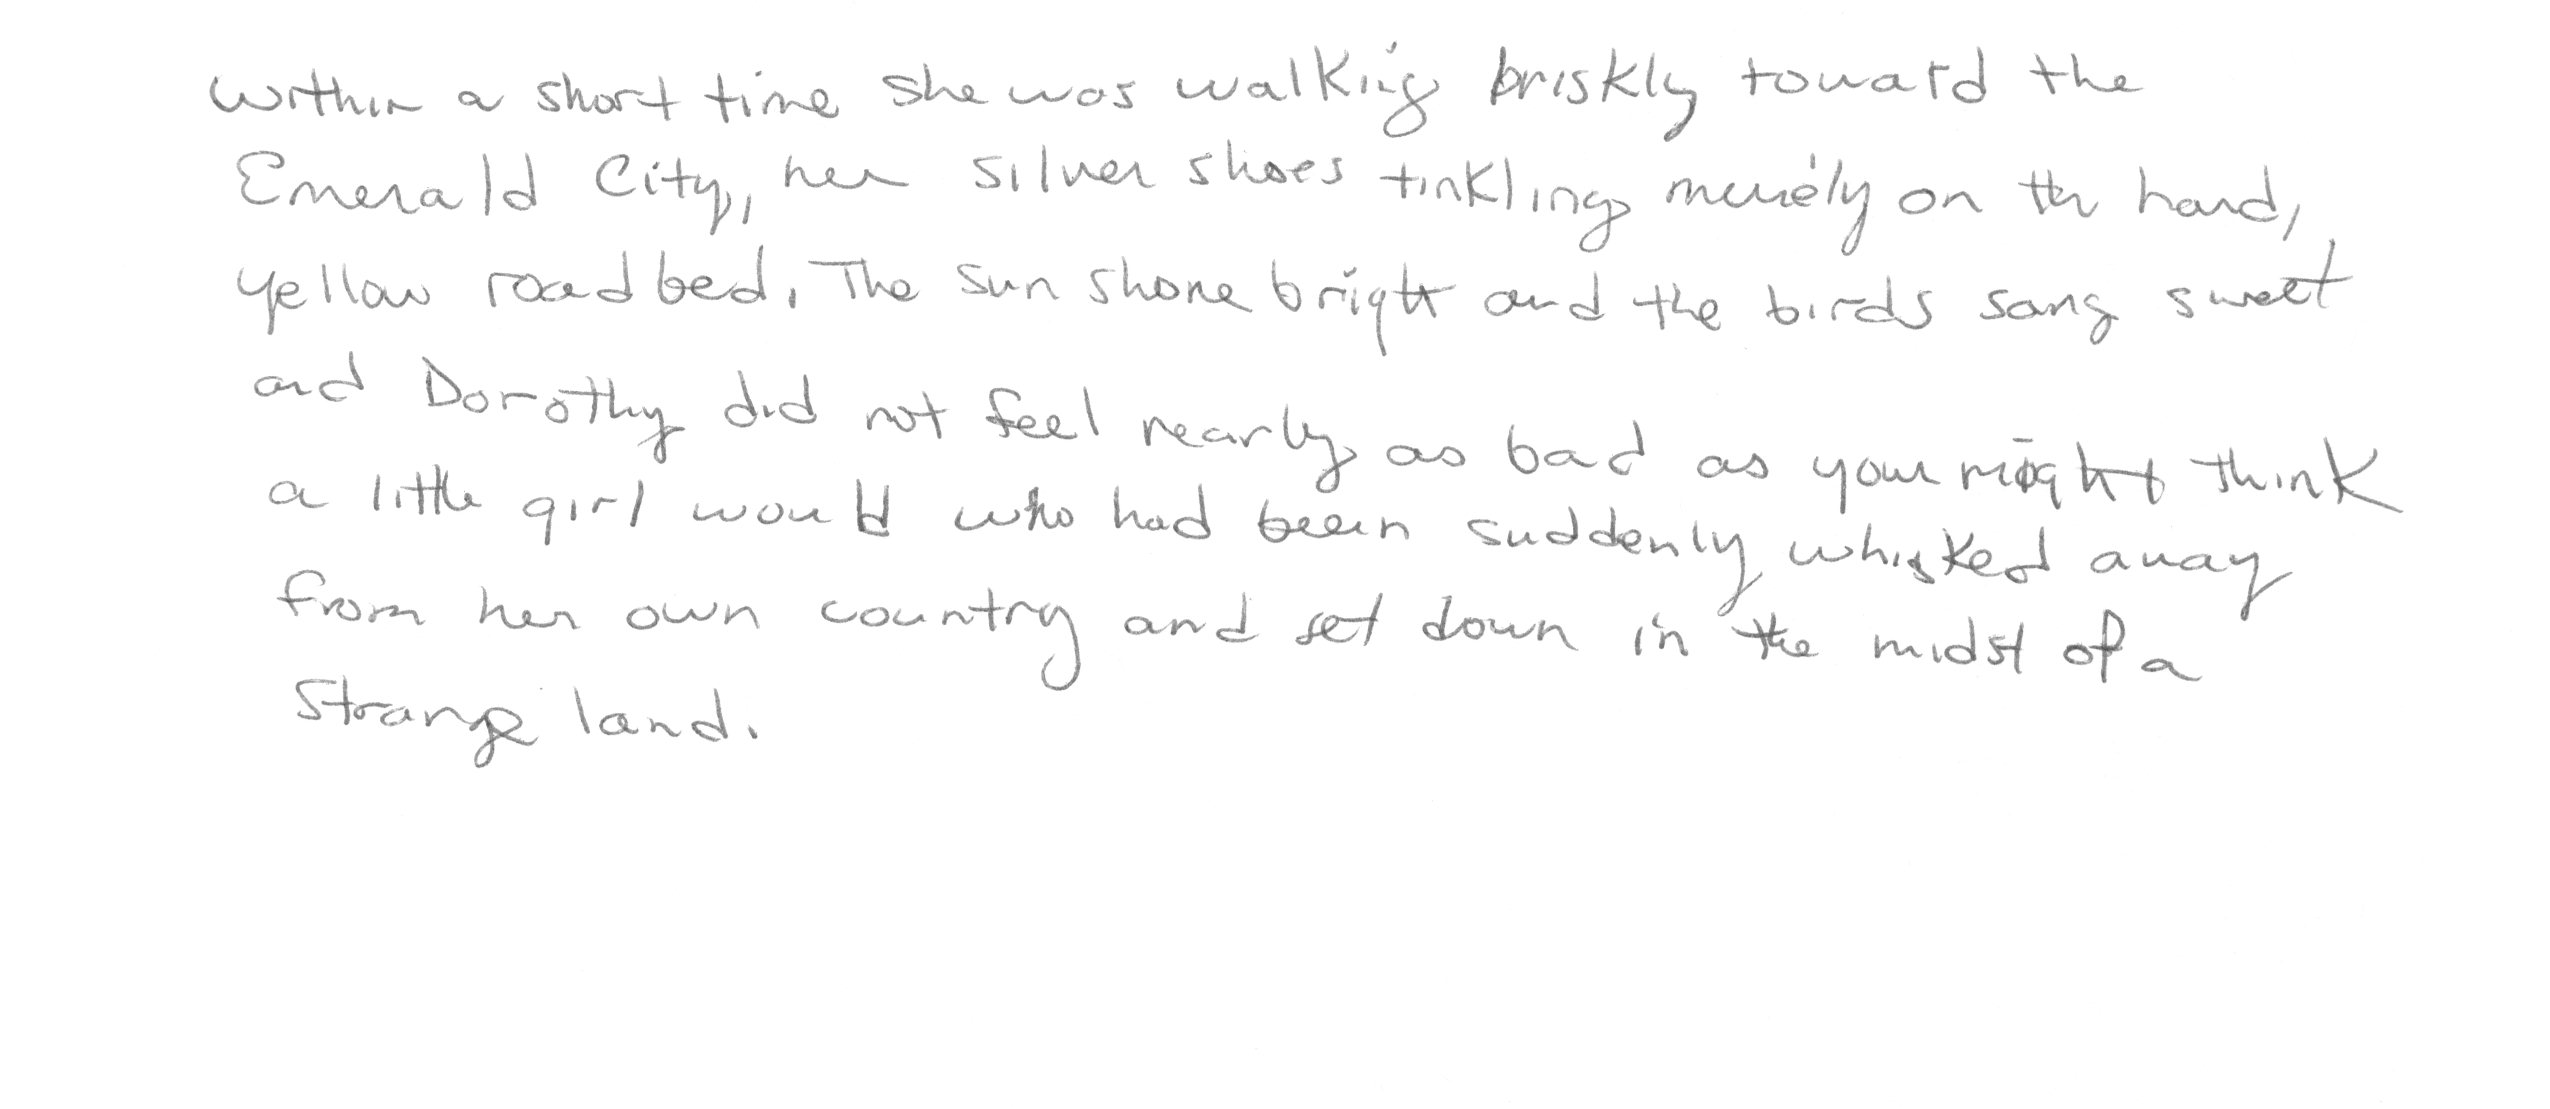 Within a short time she was walking briskly toward the
Emerald City, her silver shoes tinkling merrily on the hard,
yellow roadbed. The sun shone bright and the birds sang sweet
and Dorothy did not feel nearly as bad as you might think
a little girl would who had been suddenly whisked away
from her own country and set down in the midst of a
strange land.